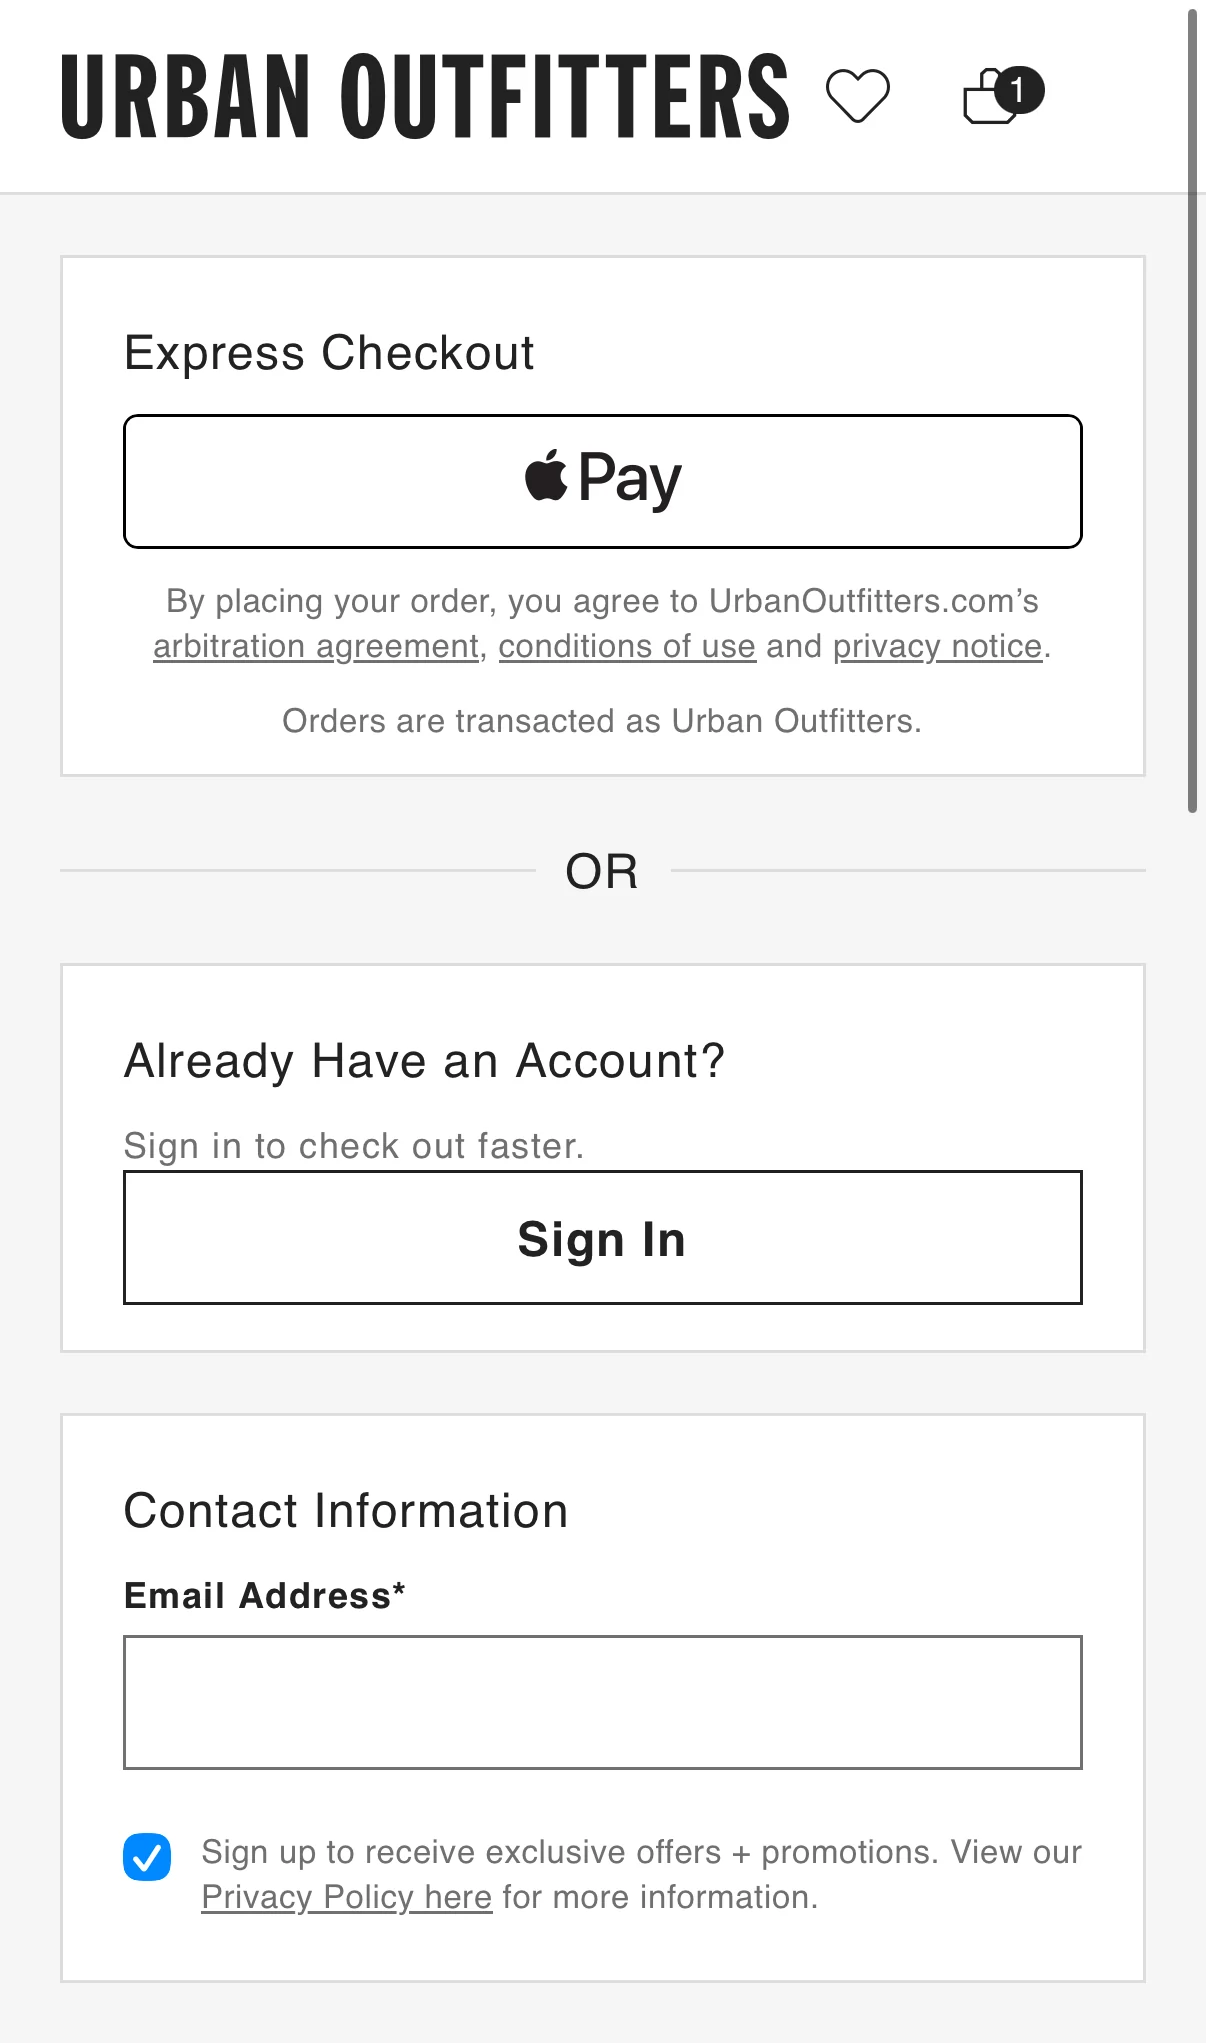 URBAN OUTFITTERS
1
Express Checkout
Pay
By placing your order, you agree to UrbanOutfitters.com’s
arbitration agreement, conditions of use and privacy notice.
Orders are transacted as Urban Outfitters.
OR
Already Have an Account?
Sign in to check out faster.
Sign In
Contact Information
Email Address*
Sign up to receive exclusive offers + promotions. View our
Privacy Policy here for more information.